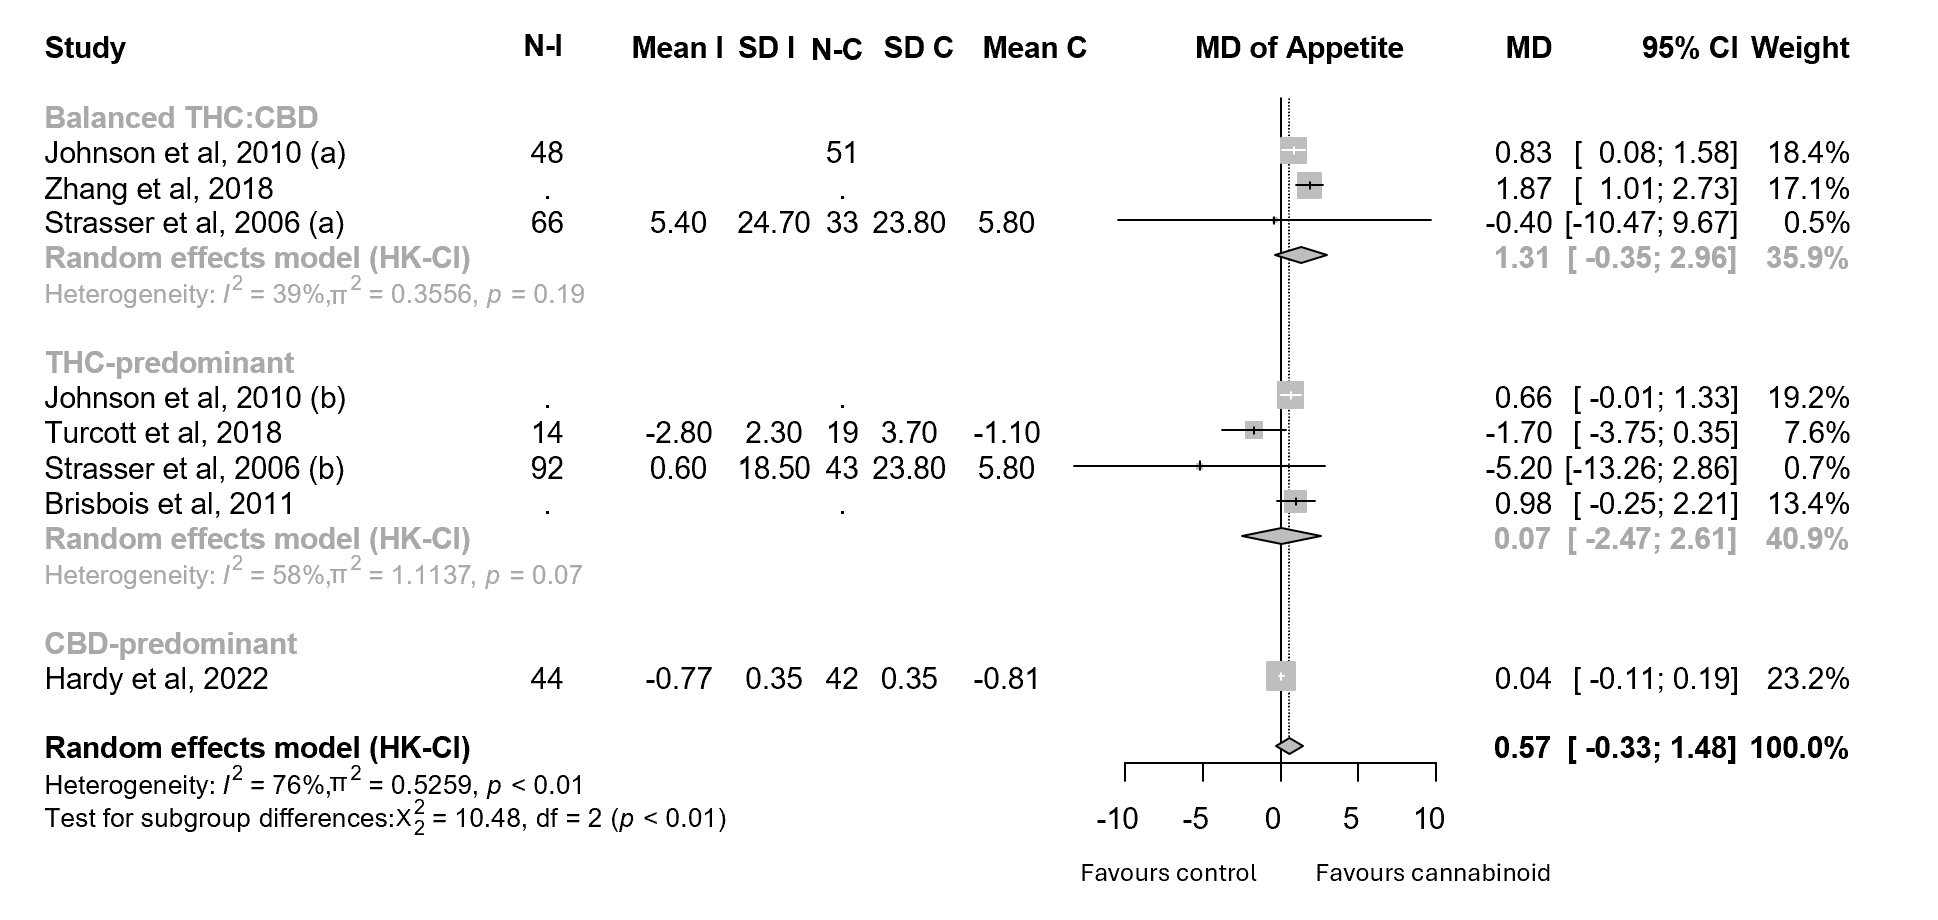 Study N-I Mean I SD I N-C SD C Mean C MD of Appetite MD 95% CI Weight
Balanced THC:CBD
Johnson et al, 2010 (a) 48 51 0.83 [ 0.08; 1.58] 18.4%
Zhang et al, 2018 . . 1.87 [ 1.01; 2.73] 17.1%
Strasser et al, 2006 (a) 66 5.40 24.70 33 23.80 5.80 -0.40 [-10.47; 9.67] 0.5%
Random effects model (HK-CI) 1.31 [ -0.35; 2.96] 35.9%
Heterogeneity: I² = 39%,π² = 0.3556, p = 0.19
THC-predominant
Johnson et al, 2010 (b) . . 0.66 [ -0.01; 1.33] 19.2%
Turcott et al, 2018 14 -2.80 2.30 19 3.70 -1.10 -1.70 [ -3.75; 0.35] 7.6%
Strasser et al, 2006 (b) 92 0.60 18.50 43 23.80 5.80 -5.20 [-13.26; 2.86] 0.7%
Brisbois et al, 2011 . . 0.98 [ -0.25; 2.21] 13.4%
Random effects model (HK-CI) 0.07 [ -2.47; 2.61] 40.9%
Heterogeneity: I² = 58%,π² = 1.1137, p = 0.07
CBD-predominant
Hardy et al, 2022 44 -0.77 0.35 42 0.35 -0.81 0.04 [ -0.11; 0.19] 23.2%
Random effects model (HK-CI) 0.57 [ -0.33; 1.48] 100.0%
Heterogeneity: I² = 76%,π² = 0.5259, p < 0.01
Test for subgroup differences:X²₂ = 10.48, df = 2 (p < 0.01)
-10 -5 0 5 10
Favours control Favours cannabinoid